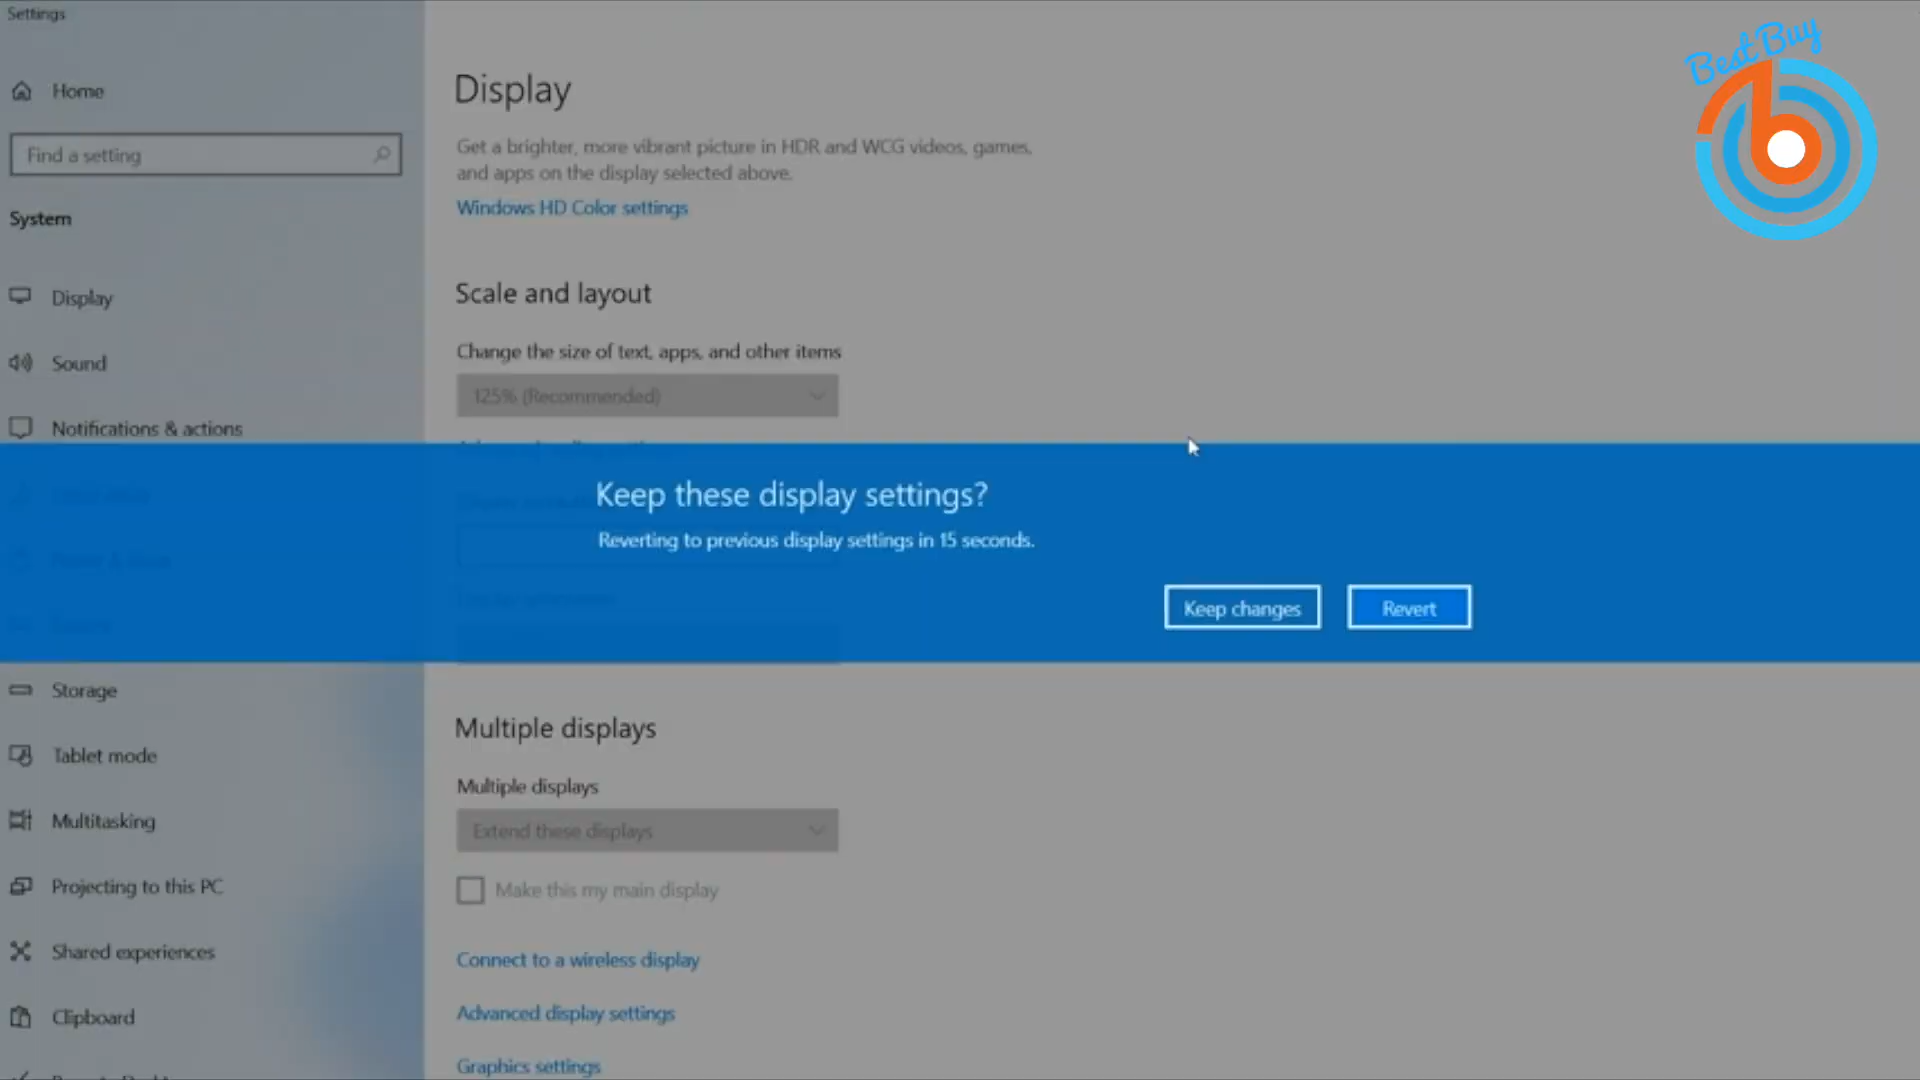 Settings
Best Buy
Home
Find a setting
System
Display
Sound
Notifications & actions
Storage
Tablet mode
Multitasking
Projecting to this PC
Shared experiences
Clipboard
Display
Get a brighter, more vibrant picture in HDR and WCG videos, games,
and apps on the display selected above.
Windows HD Color settings
Scale and layout
Change the size of text, apps, and other items
125% (Recommended)
Keep these display settings?
Reverting to previous display settings in 15 seconds.
Keep changes
Revert
Multiple displays
Multiple displays
Extend these displays
Make this my main display
Connect to a wireless display
Advanced display settings
Graphics settings